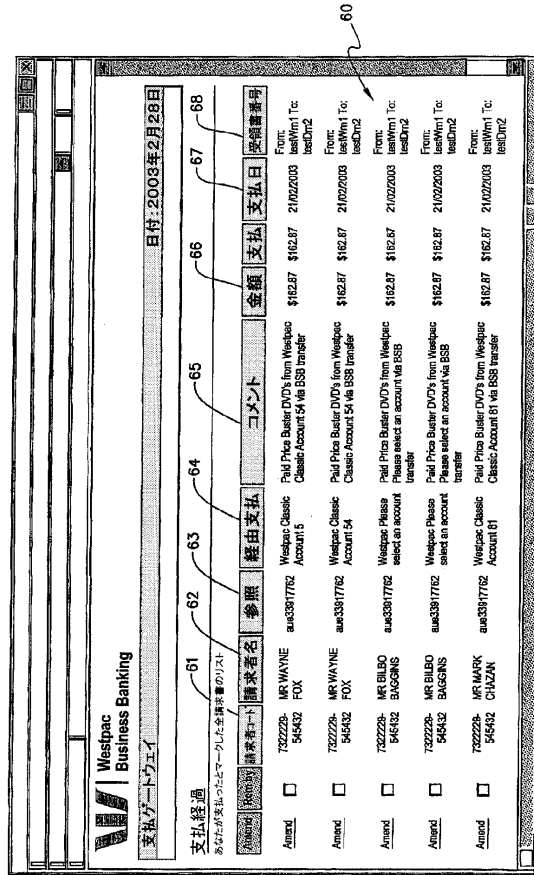 60
Westpac
Business Banking
支払ゲートウェイ
日付:2003年2月28日
支払経過
あなたが支払ったとマークした全請求書のリスト
61 62 63 64 65 66 67 68
Amend 請求者コード 請求者名 参照 経由支払 コメント 金額 支払 支払日 受領書番号
Amend 7322229- MR WAYNE aue33917762 Westpac Classic Paid Price Buster DVD's from Westpac $162.87 $162.87 21/02/2003 From:
545432 FOX Account 5 Classic Account 54 via BSB transfer testWm1 To:
testDm2
Amend 7322229- MR WAYNE aue33917762 Westpac Classic Paid Price Buster DVD's from Westpac $162.87 $162.87 21/02/2003 From:
545432 FOX Account 54 Classic Account 54 via BSB transfer testWm1 To:
testDm2
Amend 7322229- MR BILBO aue33917762 Westpac Please Paid Price Buster DVD's from Westpac $162.87 $162.87 21/02/2003 From:
545432 BAGGINS select an account Please select an account via BSB testWm1 To:
transfer testDm2
Amend 7322229- MR BILBO aue33917762 Westpac Please Paid Price Buster DVD's from Westpac $162.87 $162.87 21/02/2003 From:
545432 BAGGINS select an account Please select an account via BSB testWm1 To:
transfer testDm2
Amend 7322229- MR MARK aue33917762 Westpac Classic Paid Price Buster DVD's from Westpac $162.87 $162.87 21/02/2003 From:
545432 CHAZAN Account 81 Classic Account 81 via BSB transfer testWm1 To:
testDm2